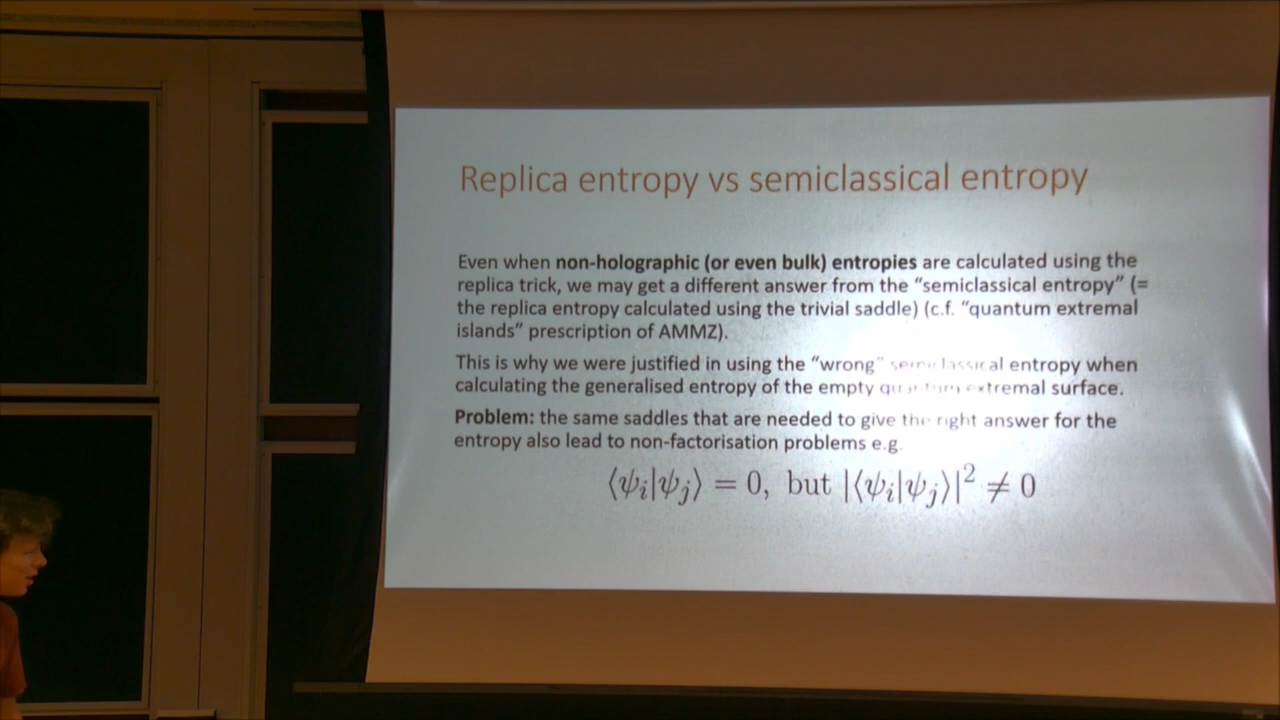 Replica entropy vs semiclassical entropy
Even when non-holographic (or even bulk) entropies are calculated using the
replica trick, we may get a different answer from the “semiclassical entropy” (=
the replica entropy calculated using the trivial saddle) (c.f. “quantum extremal
islands” prescription of AMMZ).
This is why we were justified in using the “wrong” semiclassical entropy when
calculating the generalised entropy of the empty quantum extremal surface.
Problem: the same saddles that are needed to give the right answer for the
entropy also lead to non-factorisation problems e.g.
⟨ψi|ψj⟩ = 0, but |⟨ψi|ψj⟩|² ≠ 0